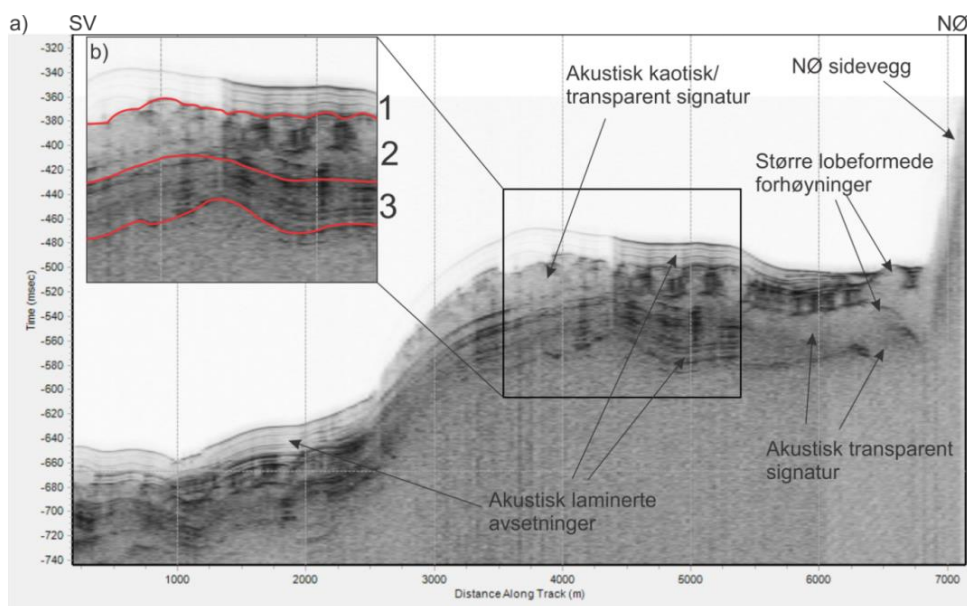 a)
SV
NØ
b)
1
2
3
Akustisk kaotisk/
transparent signatur
NØ sidevegg
Større lobeformede
forhøyninger
Akustisk transparent
signatur
Akustisk laminerte
avsetninger
Time (msec)
-320
-340
-360
-380
-400
-420
-440
-460
-480
-500
-520
-540
-560
-580
-600
-620
-640
-660
-680
-700
-720
-740
1000
2000
3000
4000
5000
6000
7000
Distance Along Track (m)